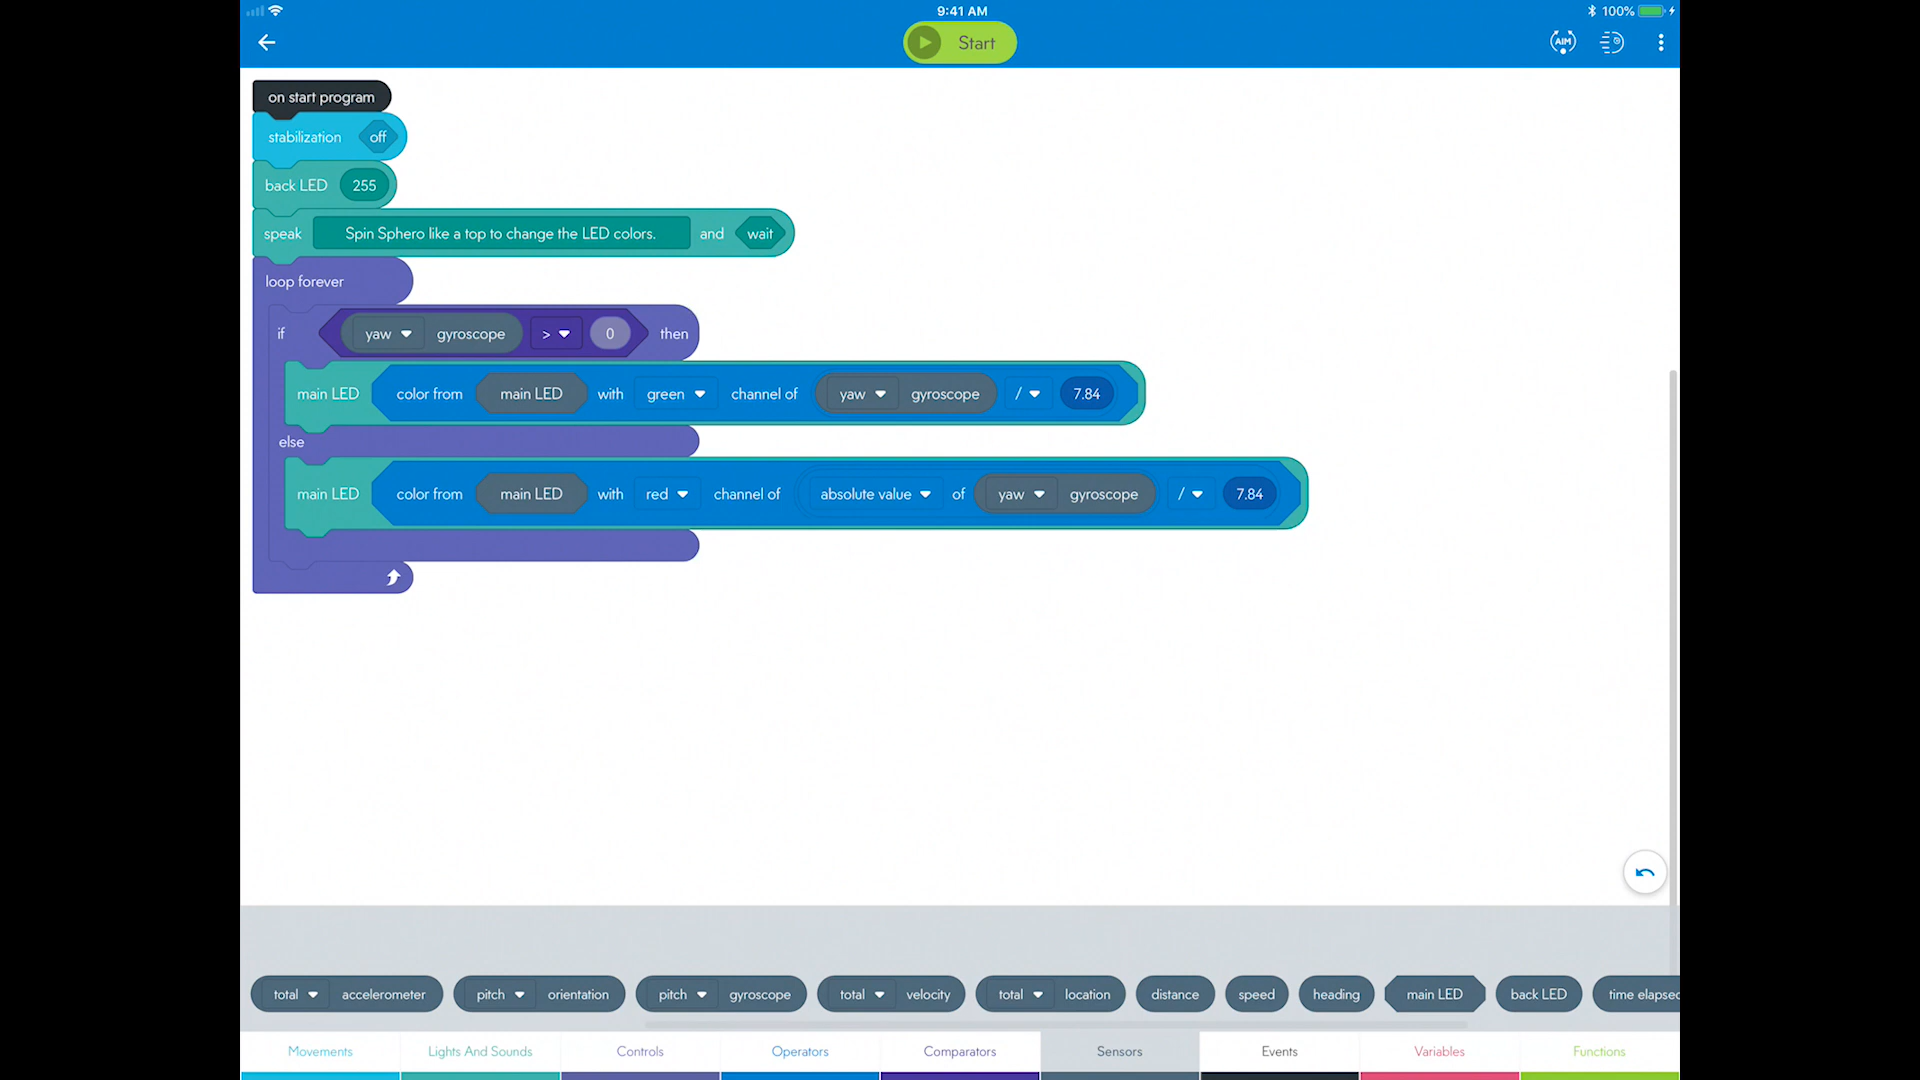 9:41 AM
100%
Start
AIM
on start program
stabilization off
back LED 255
speak Spin Sphero like a top to change the LED colors. and wait
loop forever
if yaw gyroscope > 0 then
main LED color from main LED with green channel of yaw gyroscope / 7.84
else
main LED color from main LED with red channel of absolute value of yaw gyroscope / 7.84
total accelerometer pitch orientation pitch gyroscope total velocity total location distance speed heading main LED back LED time elapsed
Movements Lights And Sounds Controls Operators Comparators Sensors Events Variables Functions